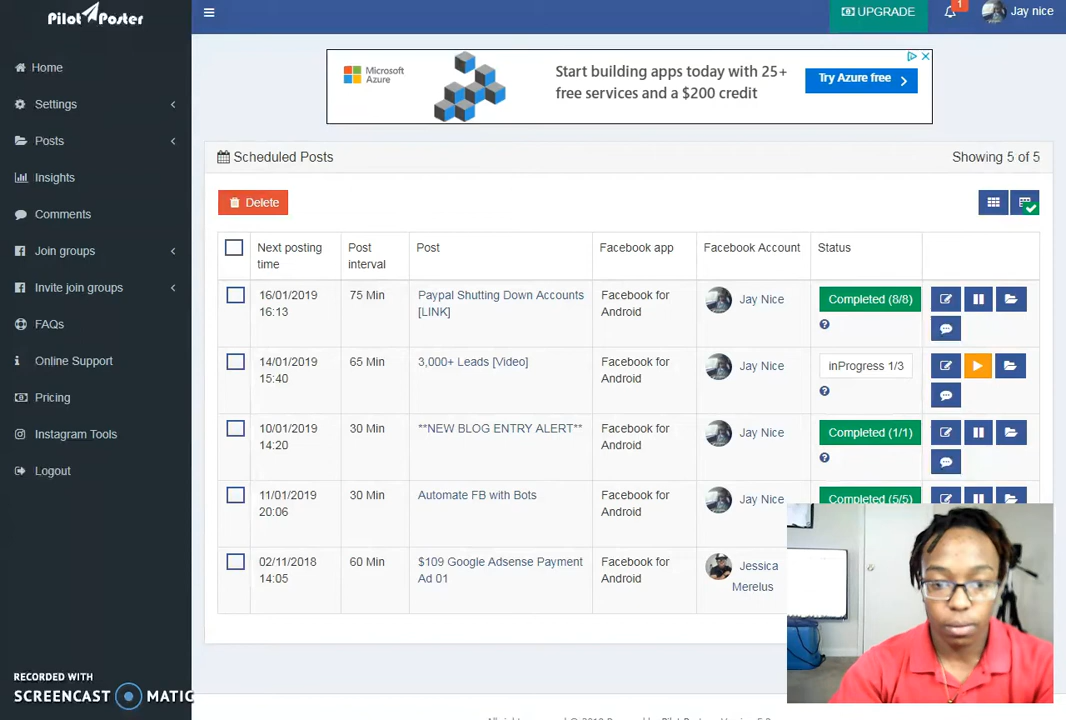 Pilot Poster
UPGRADE
1
Jay nice
Home
Settings
Posts
Insights
Comments
Join groups
Invite join groups
FAQs
Online Support
Pricing
Instagram Tools
Logout
Microsoft
Azure
Start building apps today with 25+
free services and a $200 credit
Try Azure free
Scheduled Posts
Showing 5 of 5
Delete
Next posting
time
Post
interval
Post
Facebook app
Facebook Account
Status
16/01/2019
16:13
75 Min
Paypal Shutting Down Accounts
[LINK]
Facebook for
Android
Jay Nice
Completed (8/8)
14/01/2019
15:40
65 Min
3,000+ Leads [Video]
Facebook for
Android
Jay Nice
inProgress 1/3
10/01/2019
14:20
30 Min
**NEW BLOG ENTRY ALERT**
Facebook for
Android
Jay Nice
Completed (1/1)
11/01/2019
20:06
30 Min
Automate FB with Bots
Facebook for
Android
Jay Nice
Completed (5/5)
02/11/2018
14:05
60 Min
$109 Google Adsense Payment
Ad 01
Facebook for
Android
Jessica
Merelus
RECORDED WITH
SCREENCAST MATIC